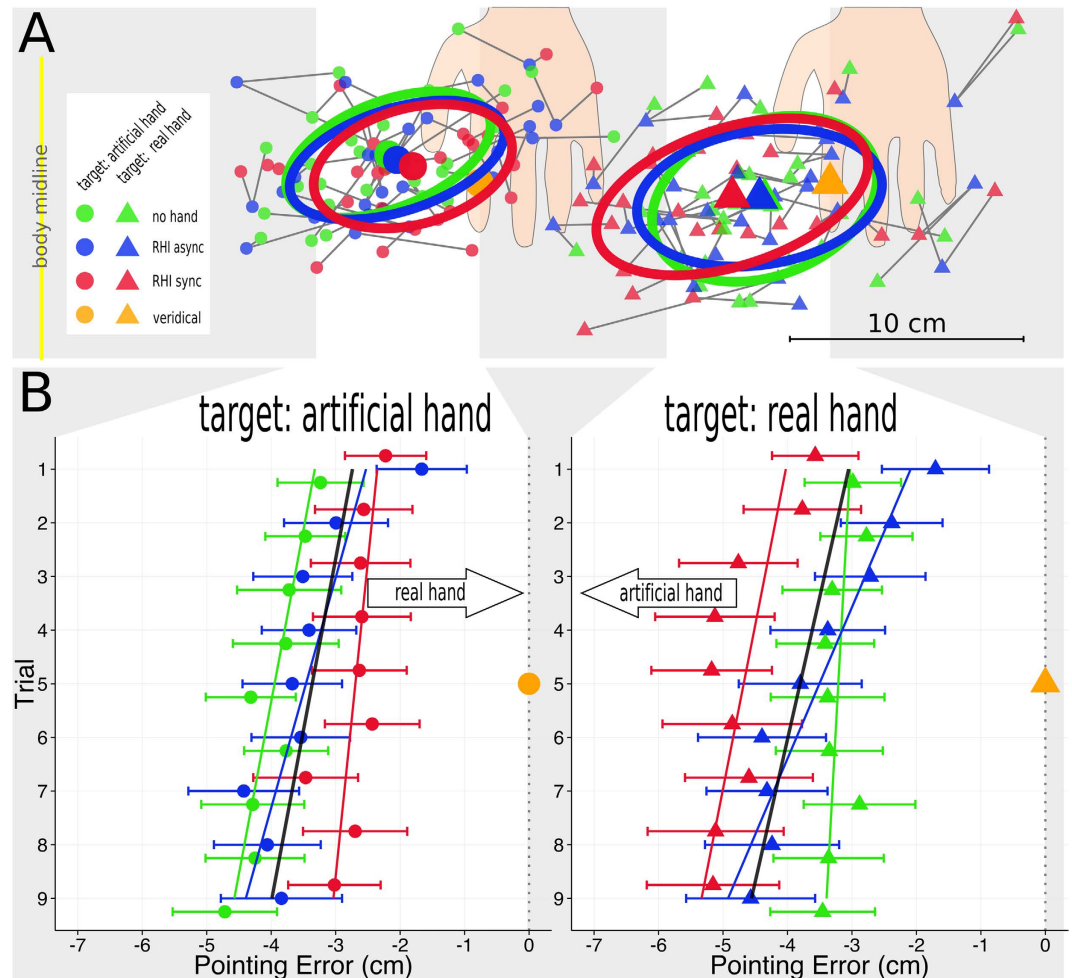 A
body midline
target: artificial hand
target: real hand
no hand
RHI async
RHI sync
veridical
10 cm
B
target: artificial hand
target: real hand
Trial
1
2
3
4
5
6
7
8
9
real hand
-7 -6 -5 -4 -3 -2 -1 0
Pointing Error (cm)
1
2
3
4
5
6
7
8
9
artificial hand
-7 -6 -5 -4 -3 -2 -1 0
Pointing Error (cm)